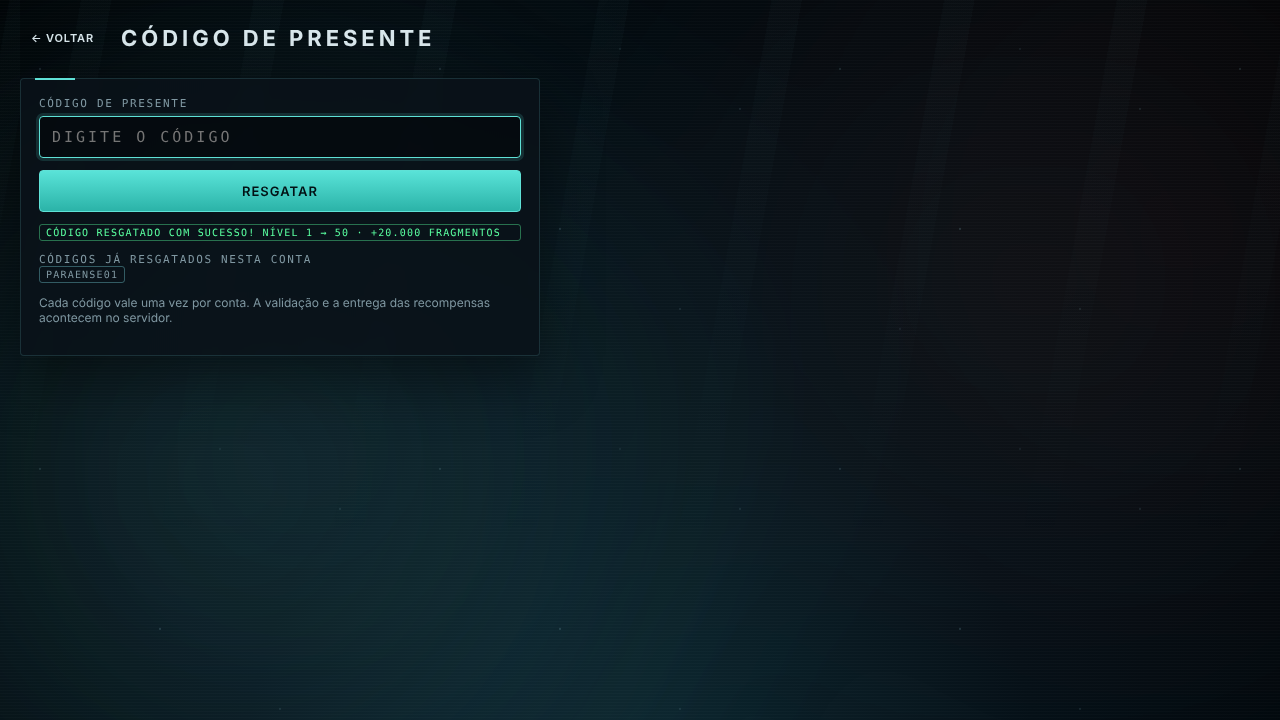 ← VOLTAR
CÓDIGO DE PRESENTE
CÓDIGO DE PRESENTE
DIGITE O CÓDIGO
RESGATAR
CÓDIGO RESGATADO COM SUCESSO! NÍVEL 1 → 50 · +20.000 FRAGMENTOS
CÓDIGOS JÁ RESGATADOS NESTA CONTA
PARAENSE01
Cada código vale uma vez por conta. A validação e a entrega das recompensas
acontecem no servidor.